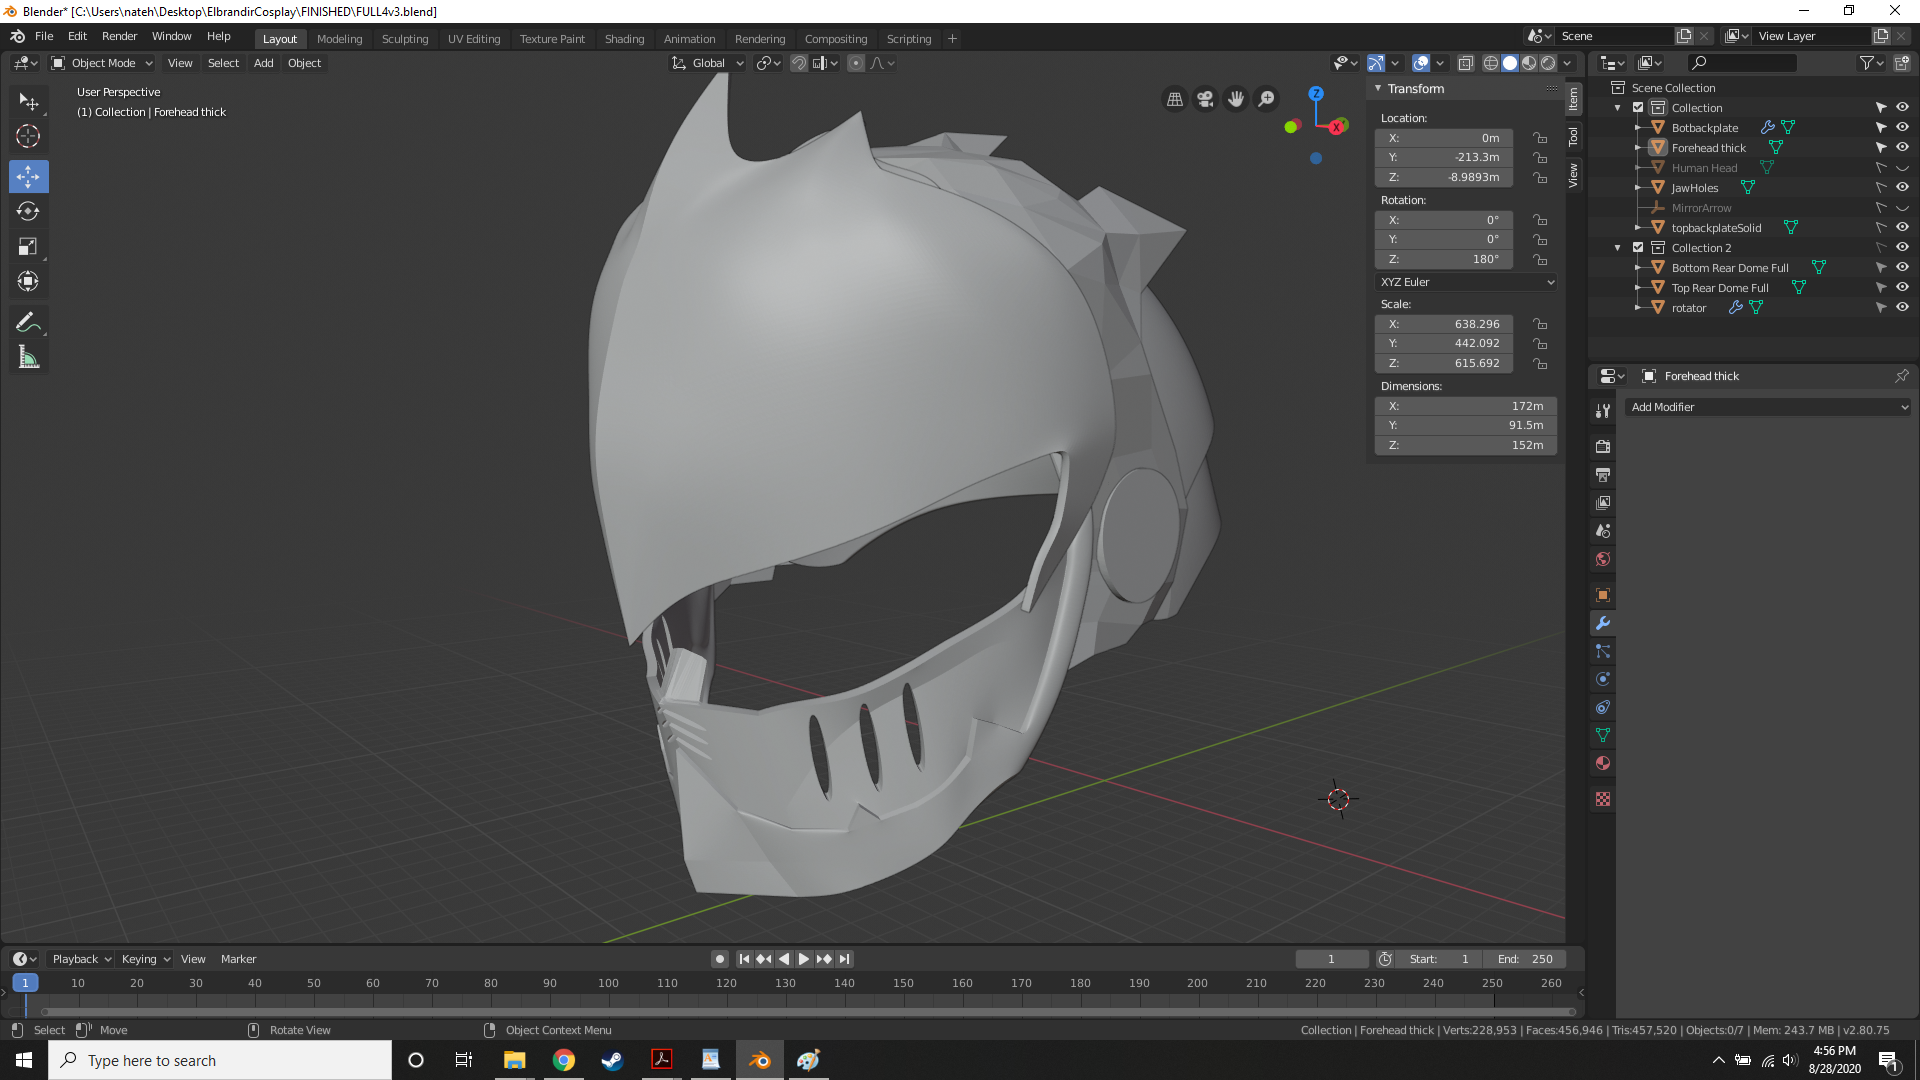 Blender* [C:\Users\nateh\Desktop\ElbrandirCosplay\FINISHED\FULL4v3.blend]
File Edit Render Window Help Layout Modeling Sculpting UV Editing Texture Paint Shading Animation Rendering Compositing Scripting + Scene View Layer
Object Mode View Select Add Object Global
User Perspective
(1) Collection | Forehead thick
Z
X
Y
Transform
Location:
X: 0m
Y: -213.3m
Z: -8.9893m
Rotation:
X: 0°
Y: 0°
Z: 180°
XYZ Euler
Scale:
X: 638.296
Y: 442.092
Z: 615.692
Dimensions:
X: 172m
Y: 91.5m
Z: 152m
Item
Tool
View
Scene Collection
Collection
Botbackplate
Forehead thick
Human Head
JawHoles
MirrorArrow
topbackplateSolid
Collection 2
Bottom Rear Dome Full
Top Rear Dome Full
rotator
Forehead thick
Add Modifier
Playback Keying View Marker 1 Start: 1 End: 250
1 10 20 30 40 50 60 70 80 90 100 110 120 130 140 150 160 170 180 190 200 210 220 230 240 250 260
Select Move Rotate View Object Context Menu Collection | Forehead thick | Verts:228,953 | Faces:456,946 | Tris:457,520 | Objects:0/7 | Mem: 243.7 MB | v2.80.75
Type here to search
4:56 PM
8/28/2020
1